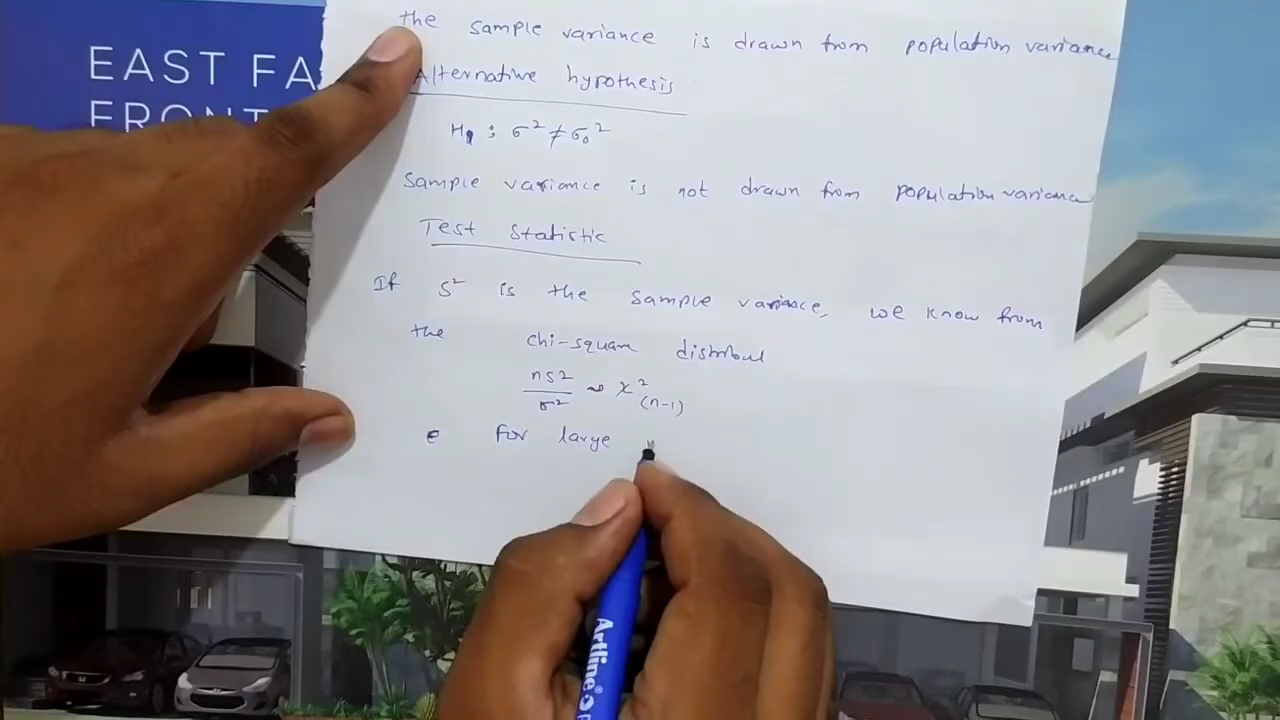 EAST FA
FRONT
the sample variance is drawn from population variance
Alternative hypothesis
H1 : σ² ≠ σ₀²
Sample variance is not drawn from population variance
Test Statistic
If s² is the sample variance, we know from
the chi-square distribut
ns²/σ² ~ χ²(n-1)
e for large
Artline